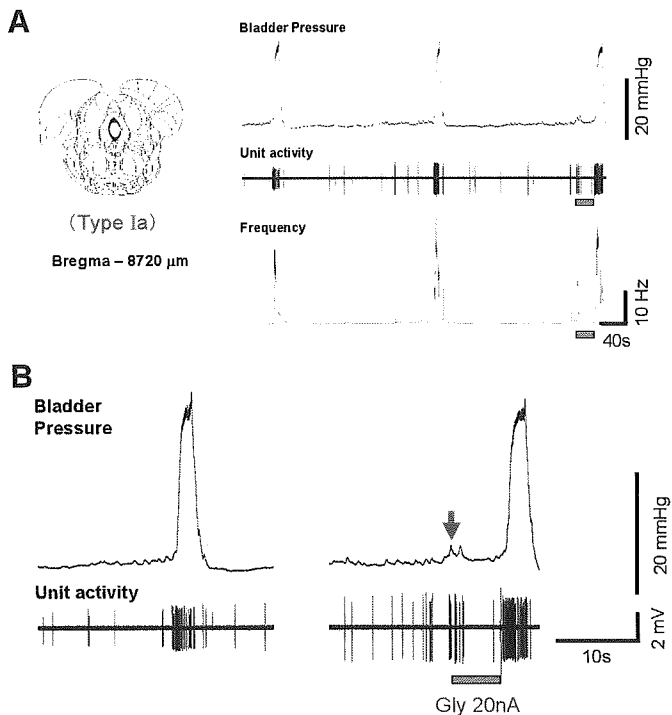 A
Bladder Pressure
20 mmHg
Unit activity
(Type Ia)
Frequency
Bregma – 8720 μm
10 Hz
40s
B
Bladder
Pressure
20 mmHg
Unit activity
2 mV
10s
Gly 20nA